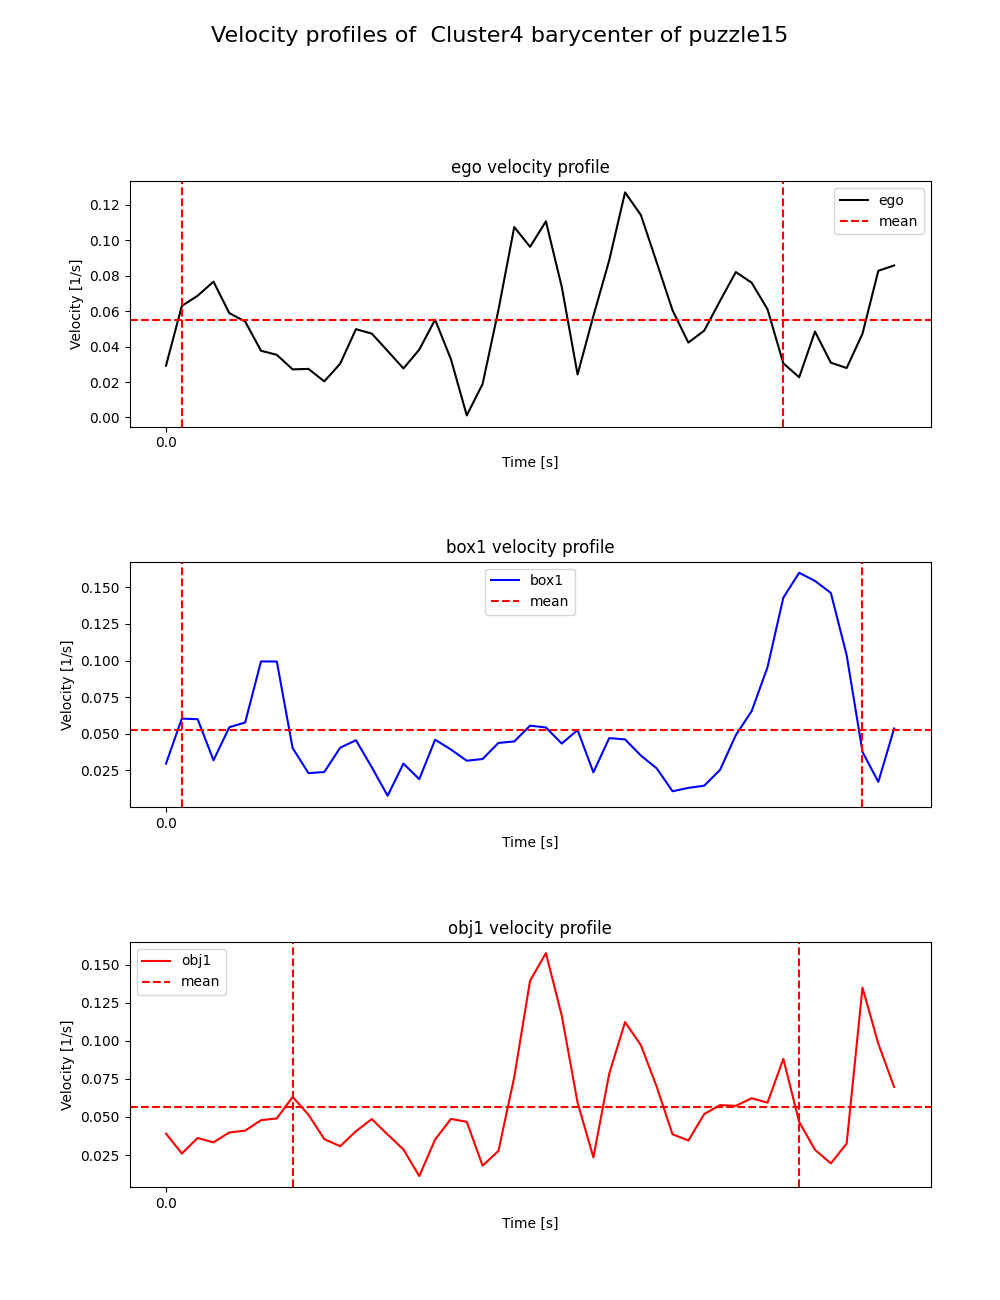 Velocity profiles of  Cluster4 barycenter of puzzle15
ego velocity profile
Velocity [1/s]
0.12
0.10
0.08
0.06
0.04
0.02
0.00
ego
mean
0.0
Time [s]
box1 velocity profile
Velocity [1/s]
0.150
0.125
0.100
0.075
0.050
0.025
box1
mean
0.0
Time [s]
obj1 velocity profile
Velocity [1/s]
0.150
0.125
0.100
0.075
0.050
0.025
obj1
mean
0.0
Time [s]